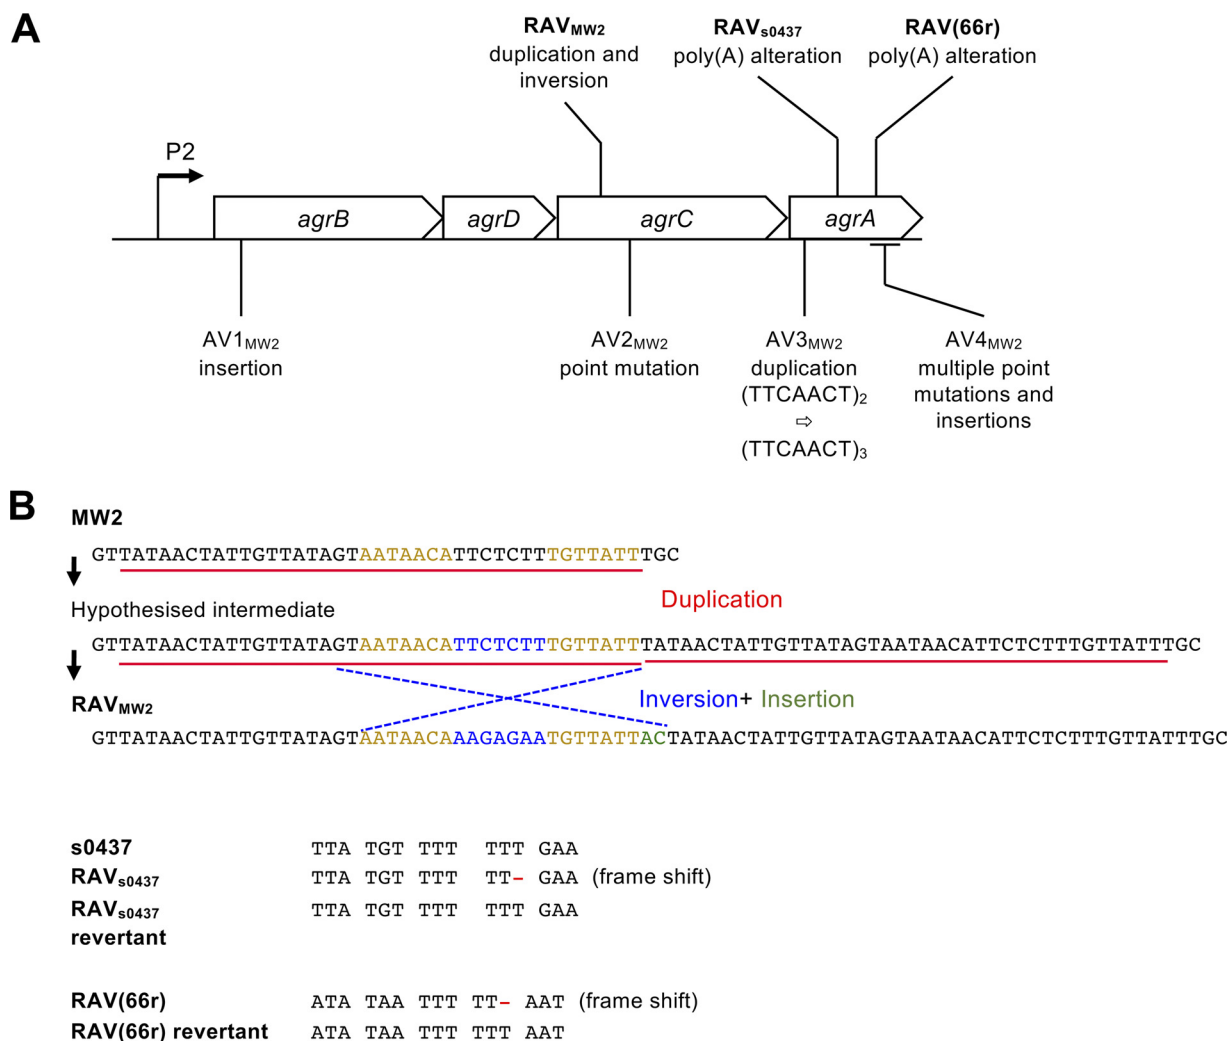 A
RAVMW2
duplication and
inversion
RAVs0437
poly(A) alteration
RAV(66r)
poly(A) alteration
P2
agrB
agrD
agrC
agrA
AV1MW2
insertion
AV2MW2
point mutation
AV3MW2
duplication
(TTCAACT)2
⇨
(TTCAACT)3
AV4MW2
multiple point
mutations and
insertions
B
MW2
GTTATAACTATTGTTATAGTAATAACATTCTCTTTGTTATTTGC
Hypothesised intermediate
Duplication
GTTATAACTATTGTTATAGTAATAACATTCTCTTTGTTATTTATAACTATTGTTATAGTAATAACATTCTCTTTGTTATTTGC
RAVMW2
Inversion+ Insertion
GTTATAACTATTGTTATAGTAATAACAAAGAGAATGTTATTACTATAACTATTGTTATAGTAATAACATTCTCTTTGTTATTTGC
s0437 TTA TGT TTT TTT GAA
RAVs0437 TTA TGT TTT TT– GAA (frame shift)
RAVs0437 TTA TGT TTT TTT GAA
revertant
RAV(66r) ATA TAA TTT TT– AAT (frame shift)
RAV(66r) revertant ATA TAA TTT TTT AAT